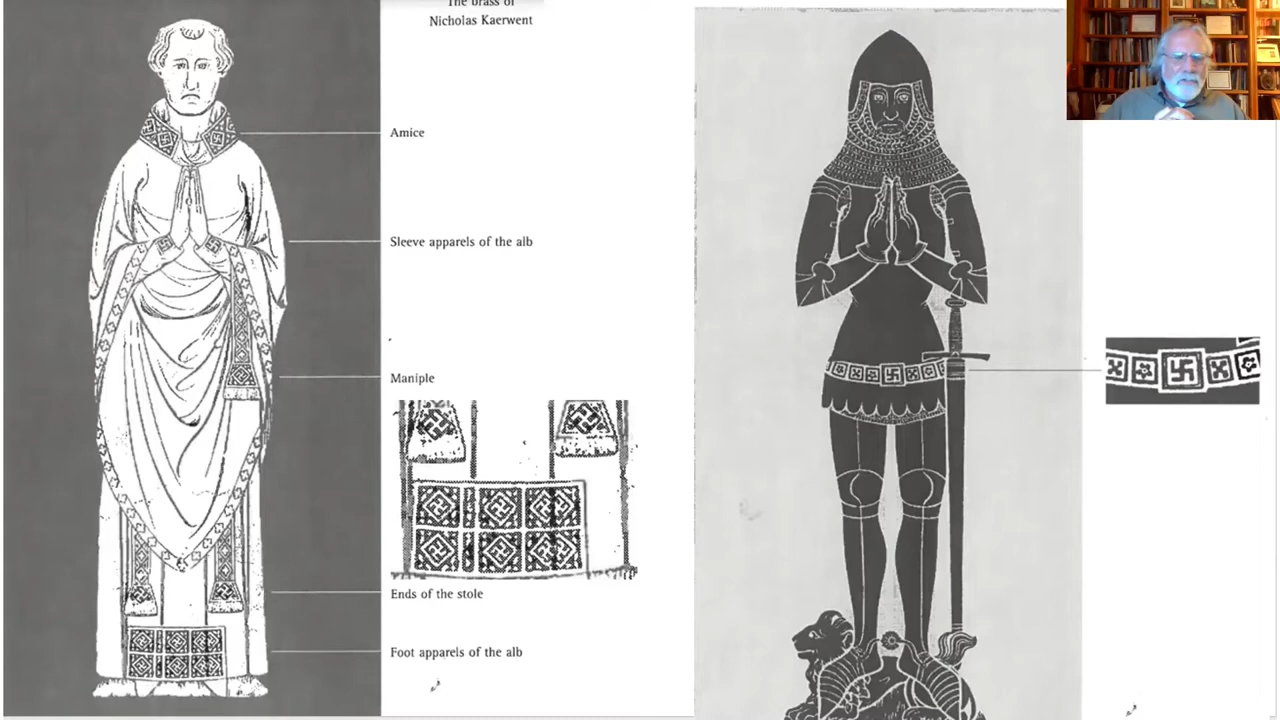 The brass of
Nicholas Kaerwent
Amice
Sleeve apparels of the alb
Maniple
Ends of the stole
Foot apparels of the alb